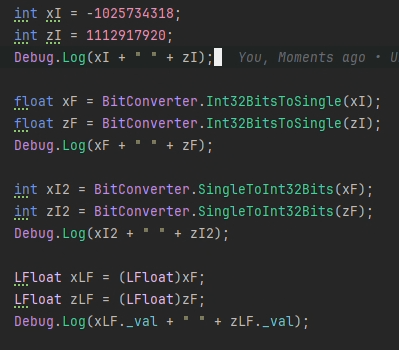 int xI = -1025734318;
int zI = 1112917920;
Debug.Log(xI + " " + zI); You, Moments ago • U
float xF = BitConverter.Int32BitsToSingle(xI);
float zF = BitConverter.Int32BitsToSingle(zI);
Debug.Log(xF + " " + zF);
int xI2 = BitConverter.SingleToInt32Bits(xF);
int zI2 = BitConverter.SingleToInt32Bits(zF);
Debug.Log(xI2 + " " + zI2);
LFloat xLF = (LFloat)xF;
LFloat zLF = (LFloat)zF;
Debug.Log(xLF._val + " " + zLF._val);